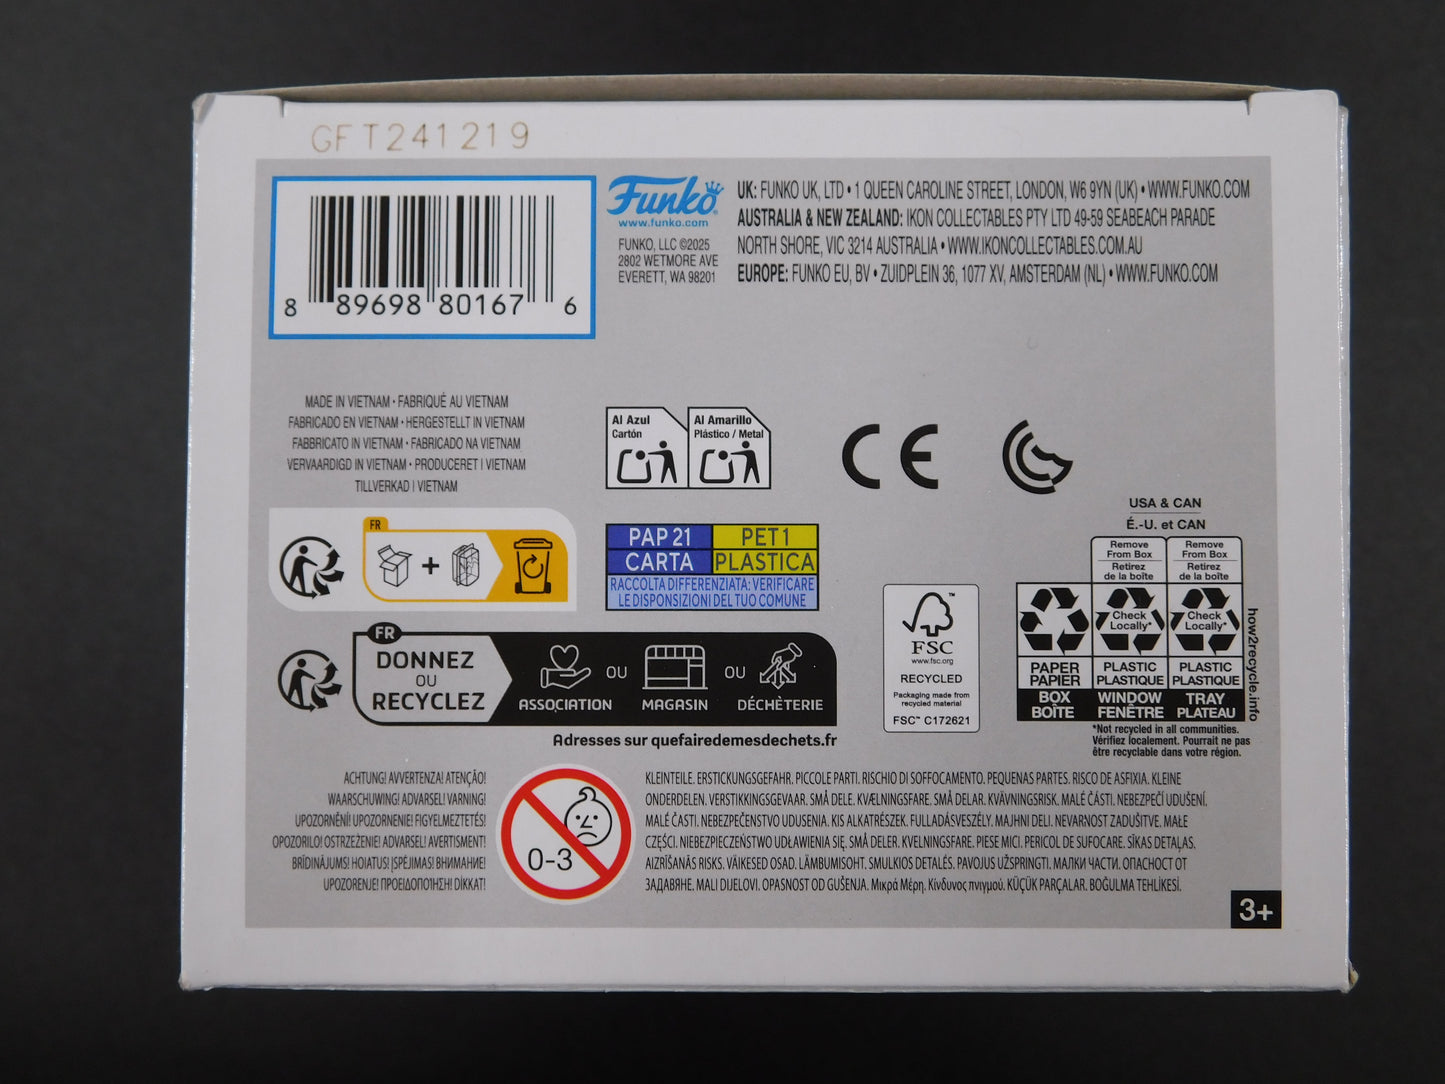 GFT241219
8 89698 80167 6
Funko
www.funko.com
FUNKO, LLC ©2025
2802 WETMORE AVE
EVERETT, WA 98201
UK: FUNKO UK, LTD • 1 QUEEN CAROLINE STREET, LONDON, W6 9YN (UK) • WWW.FUNKO.COM
AUSTRALIA & NEW ZEALAND: IKON COLLECTABLES PTY LTD 49-59 SEABEACH PARADE
NORTH SHORE, VIC 3214 AUSTRALIA • WWW.IKONCOLLECTABLES.COM.AU
EUROPE: FUNKO EU, BV • ZUIDPLEIN 36, 1077 XV, AMSTERDAM (NL) • WWW.FUNKO.COM
MADE IN VIETNAM • FABRIQUÉ AU VIETNAM
FABRICADO EN VIETNAM • HERGESTELLT IN VIETNAM
FABBRICATO IN VIETNAM • FABRICADO NA VIETNAM
VERVAARDIGD IN VIETNAM • PRODUCERET I VIETNAM
TILLVERKAD I VIETNAM
Al Azul
Cartón
Al Amarillo
Plástico / Metal
CE
FR
+
PAP 21
PET 1
CARTA
PLASTICA
RACCOLTA DIFFERENZIATA: VERIFICARE
LE DISPONSIZIONI DEL TUO COMUNE
FR
DONNEZ
OU
RECYCLEZ
ASSOCIATION
OU
MAGASIN
OU
DÉCHÈTERIE
Adresses sur quefairedemesdechets.fr
FSC
www.fsc.org
RECYCLED
Packaging made from
recycled material
FSC™ C172621
USA & CAN
É.-U. et CAN
Remove
From Box
Retirez
de la boîte
Remove
From Box
Retirez
de la boîte
Check
Locally*
Check
Locally*
PAPER
PAPIER
PLASTIC
PLASTIQUE
PLASTIC
PLASTIQUE
BOX
BOÎTE
WINDOW
FENÊTRE
TRAY
PLATEAU
how2recycle.info
*Not recycled in all communities.
Vérifiez localement. Pourrait ne pas
être recyclable dans votre région.
ACHTUNG! AVVERTENZA! ATENÇÃO!
WAARSCHUWING! ADVARSEL! VARNING!
UPOZORNĚNÍ! UPOZORNENIE! FIGYELMEZTETÉS!
OPOZORILO! OSTRZEŻENIE! ADVARSEL! AVERTISMENT!
BRĪDINĀJUMS! HOIATUS! ĮSPĖJIMAS! ВНИМАНИЕ!
UPOZORENJE! ΠΡΟΕΙΔΟΠΟΙΗΣΗ! DİKKAT!
0-3
KLEINTEILE. ERSTICKUNGSGEFAHR. PICCOLE PARTI. RISCHIO DI SOFFOCAMENTO. PEQUENAS PARTES. RISCO DE ASFIXIA. KLEINE
ONDERDELEN. VERSTIKKINGSGEVAAR. SMÅ DELE. KVÆLNINGSFARE. SMÅ DELAR. KVÄVNINGSRISK. MALÉ ČÁSTI. NEBEZPEČÍ UDUŠENÍ.
MALÉ ČASTI. NEBEZPEČENSTVO UDUSENIA. KIS ALKATRÉSZEK. FULLADÁSVESZÉLY. MAJHNI DELI. NEVARNOST ZADUŠITVE. MAŁE
CZĘŚCI. NIEBEZPIECZEŃSTWO UDŁAWIENIA SIĘ. SMÅ DELER. KVELNINGSFARE. PIESE MICI. PERICOL DE SUFOCARE. SĪKAS DETAĻAS.
AIZRĪŠANĀS RISKS. VÄIKESED OSAD. LÄMBUMISOHT. SMULKIOS DETALĖS. PAVOJUS UŽSPRINGTI. МАЛКИ ЧАСТИ. ОПАСНОСТ ОТ
ЗАДАВЯНЕ. MALI DIJELOVI. OPASNOST OD GUŠENJA. Μικρά Μέρη. Κίνδυνος πνιγμού. KÜÇÜK PARÇALAR. BOĞULMA TEHLİKESİ.
3+